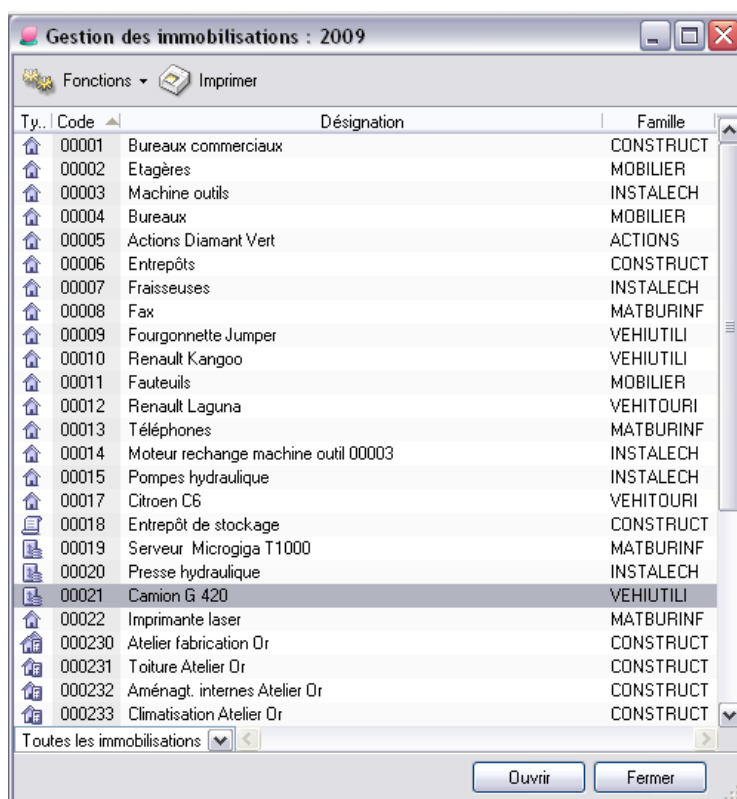 Gestion des immobilisations : 2009
Fonctions Imprimer
Ty.. Code Désignation Famille
00001 Bureaux commerciaux CONSTRUCT
00002 Etagères MOBILIER
00003 Machine outils INSTALECH
00004 Bureaux MOBILIER
00005 Actions Diamant Vert ACTIONS
00006 Entrepôts CONSTRUCT
00007 Fraisseuses INSTALECH
00008 Fax MATBURINF
00009 Fourgonnette Jumper VEHIUTILI
00010 Renault Kangoo VEHIUTILI
00011 Fauteuils MOBILIER
00012 Renault Laguna VEHITOURI
00013 Téléphones MATBURINF
00014 Moteur rechange machine outil 00003 INSTALECH
00015 Pompes hydraulique INSTALECH
00017 Citroen C6 VEHITOURI
00018 Entrepôt de stockage CONSTRUCT
00019 Serveur Microgiga T1000 MATBURINF
00020 Presse hydraulique INSTALECH
00021 Camion G 420 VEHIUTILI
00022 Imprimante laser MATBURINF
000230 Atelier fabrication Or CONSTRUCT
000231 Toiture Atelier Or CONSTRUCT
000232 Aménagt. internes Atelier Or CONSTRUCT
000233 Climatisation Atelier Or CONSTRUCT
Toutes les immobilisations
Ouvrir Fermer